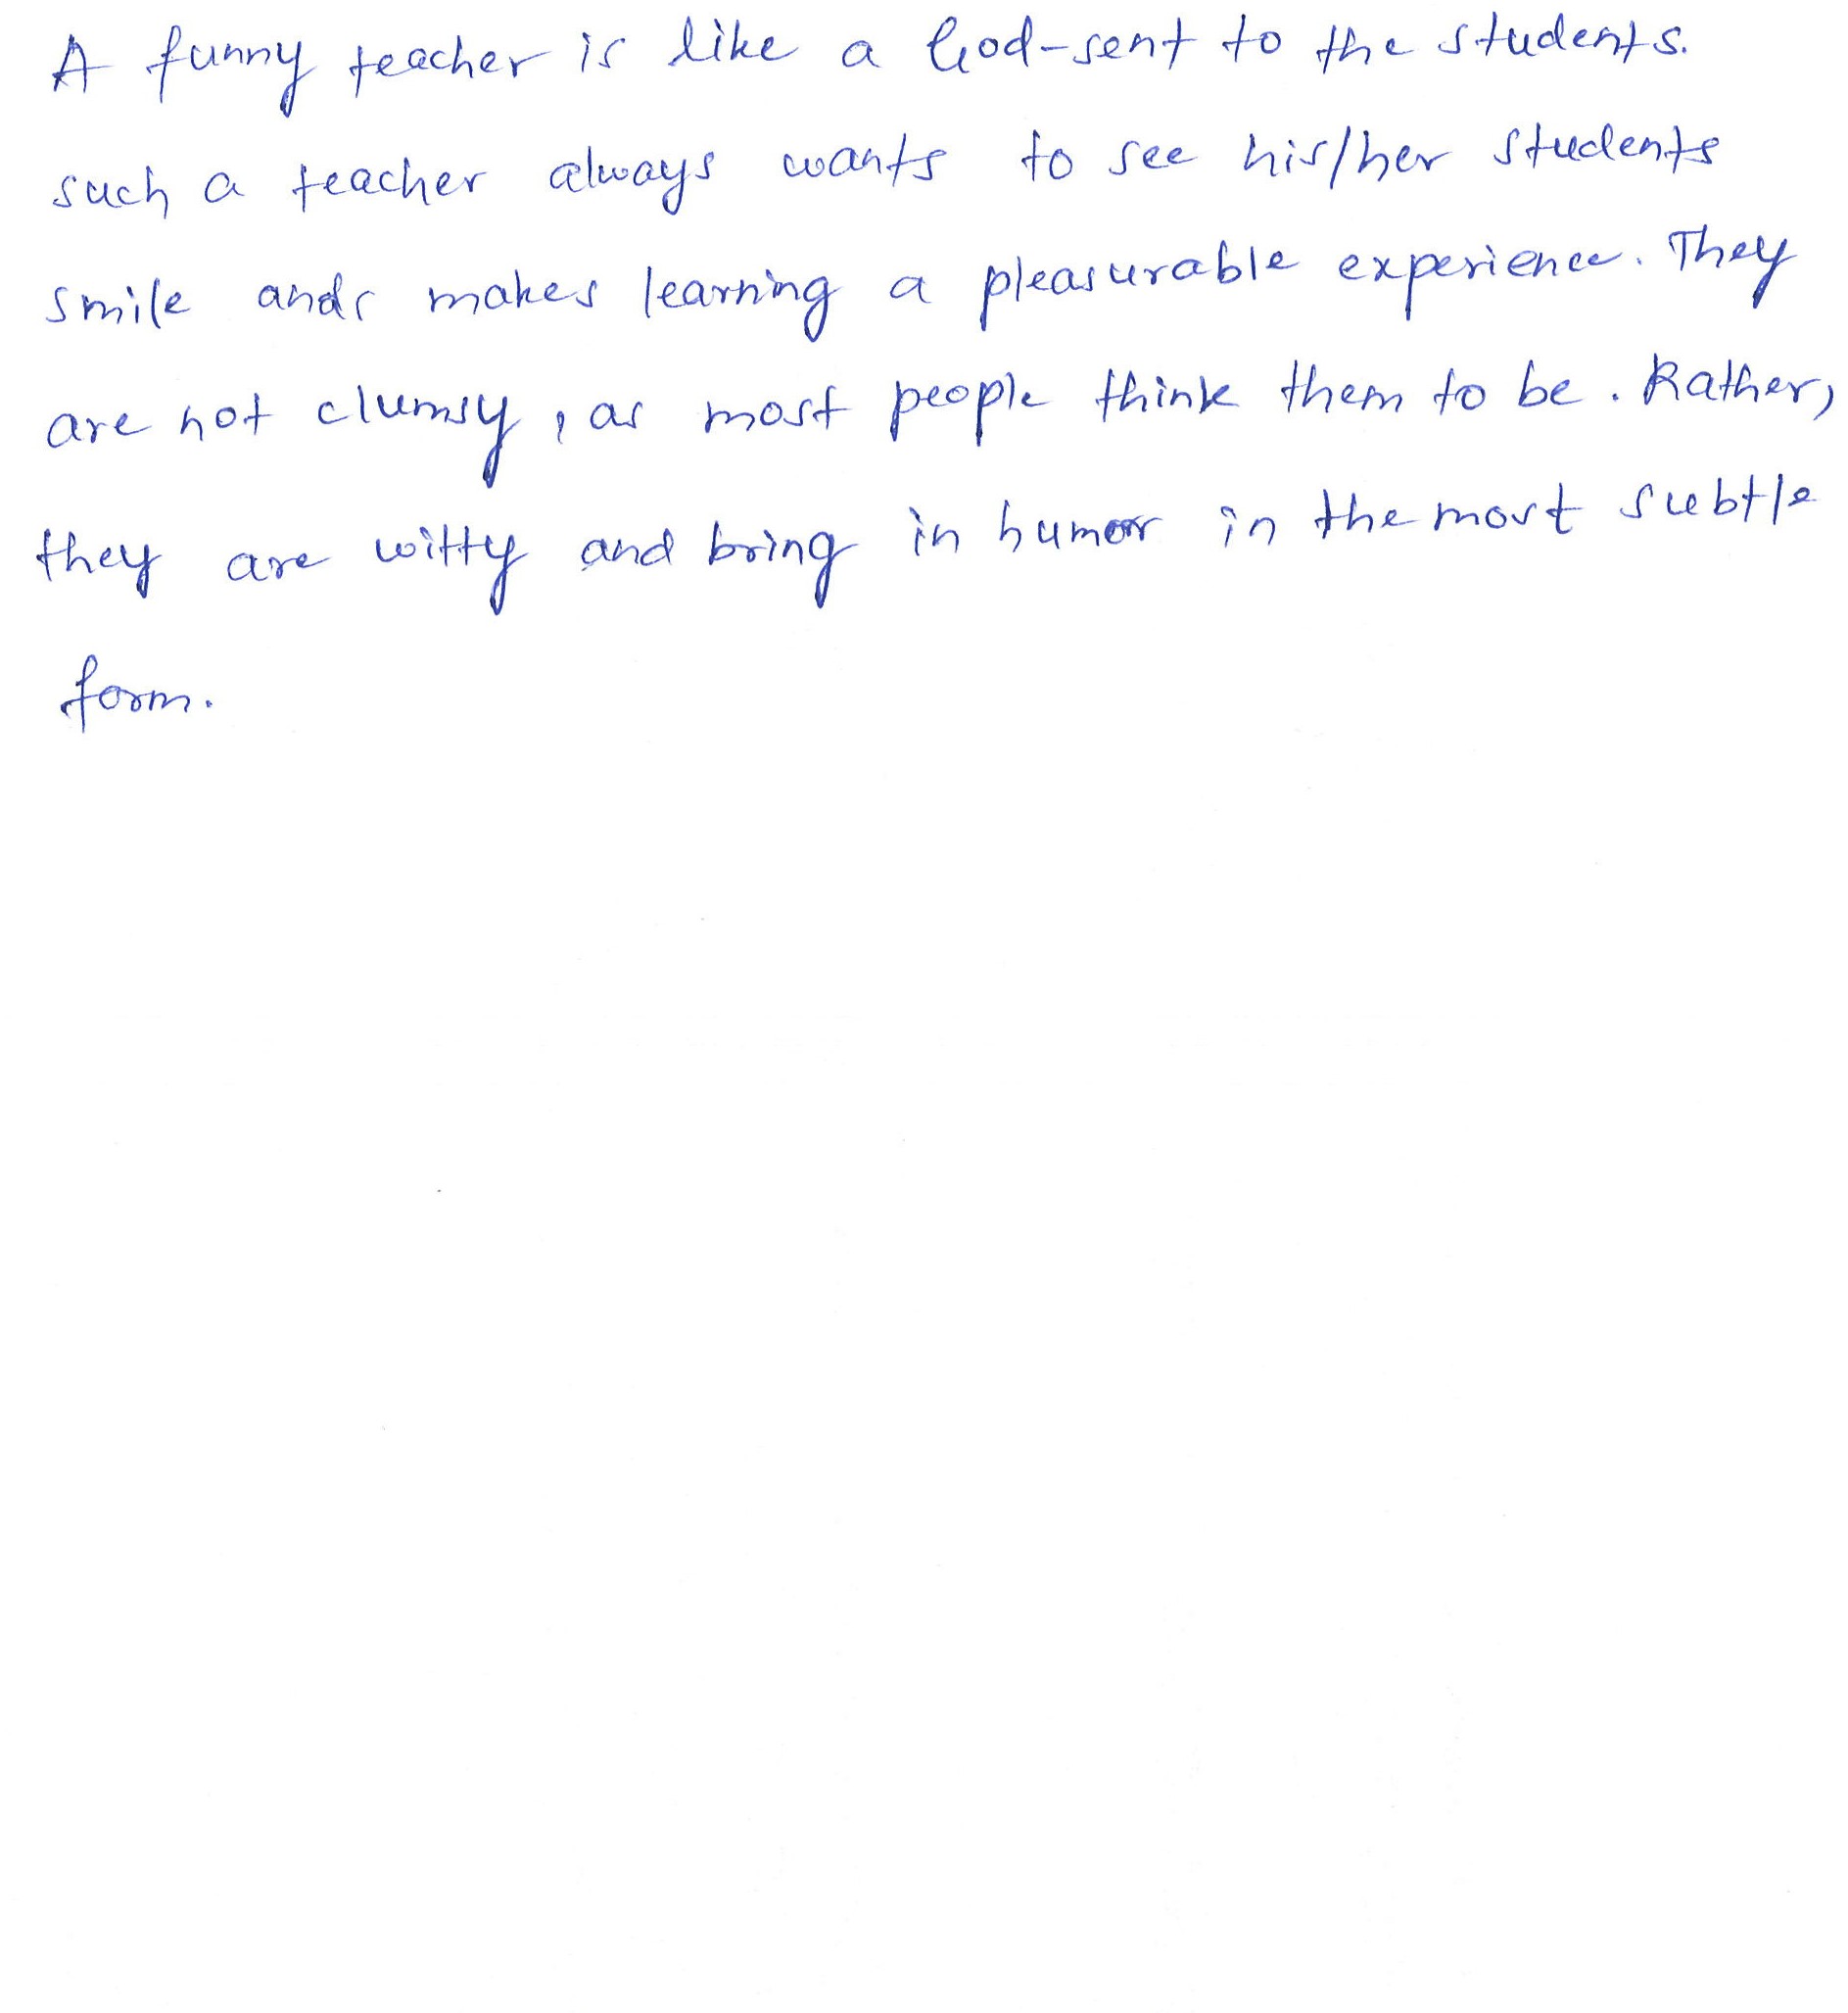 A funny teacher is like a God-sent to the students.
such a teacher always wants to see his/her students
smile ands makes learning a pleasurable experience. They
are not clumsy, as most people think them to be. Rather,
they are witty and bring in humor in the most subtle
form.